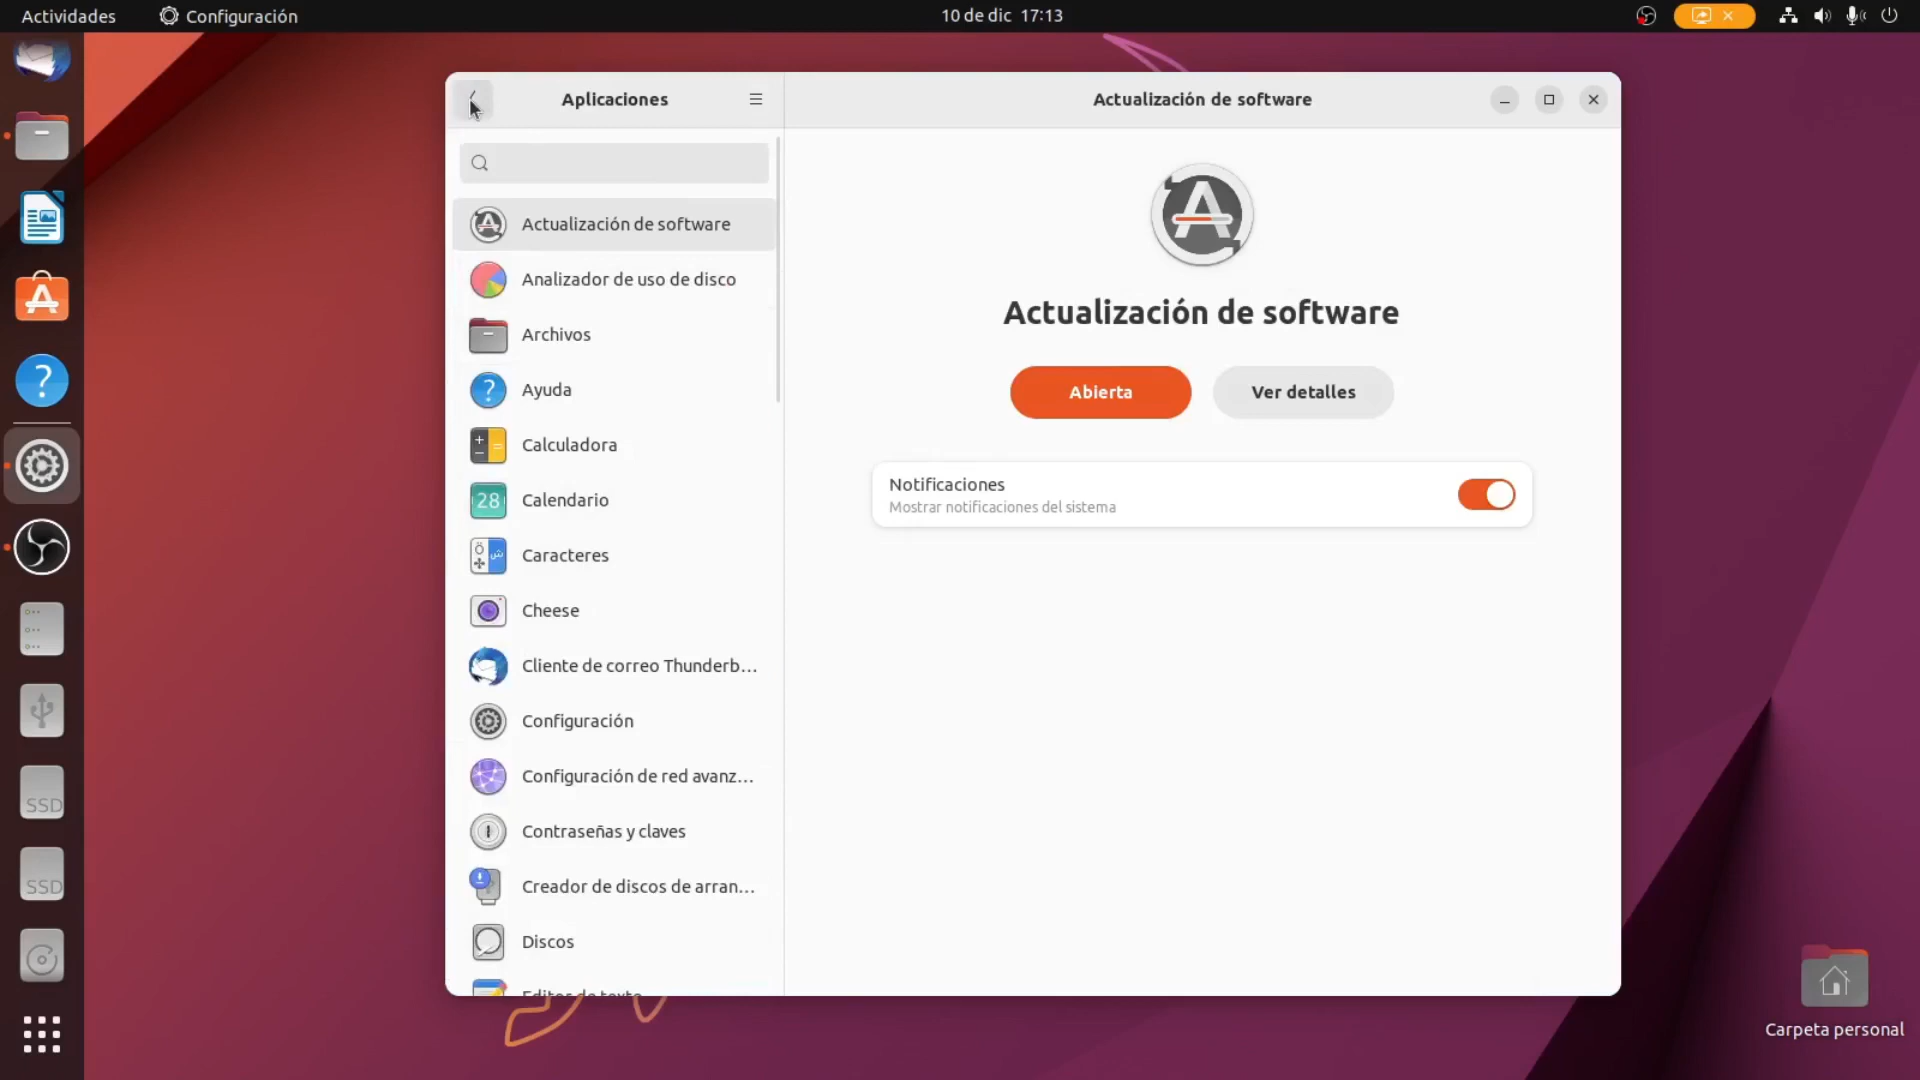 Actividades
Configuración
10 de dic 17:13
Aplicaciones
Actualización de software
Actualización de software
Analizador de uso de disco
Archivos
Ayuda
Calculadora
28
Calendario
Caracteres
Cheese
Cliente de correo Thunderb...
Configuración
Configuración de red avanz...
Contraseñas y claves
Creador de discos de arran...
Discos
Editor de texto
Actualización de software
Abierta
Ver detalles
Notificaciones
Mostrar notificaciones del sistema
SSD
SSD
Carpeta personal